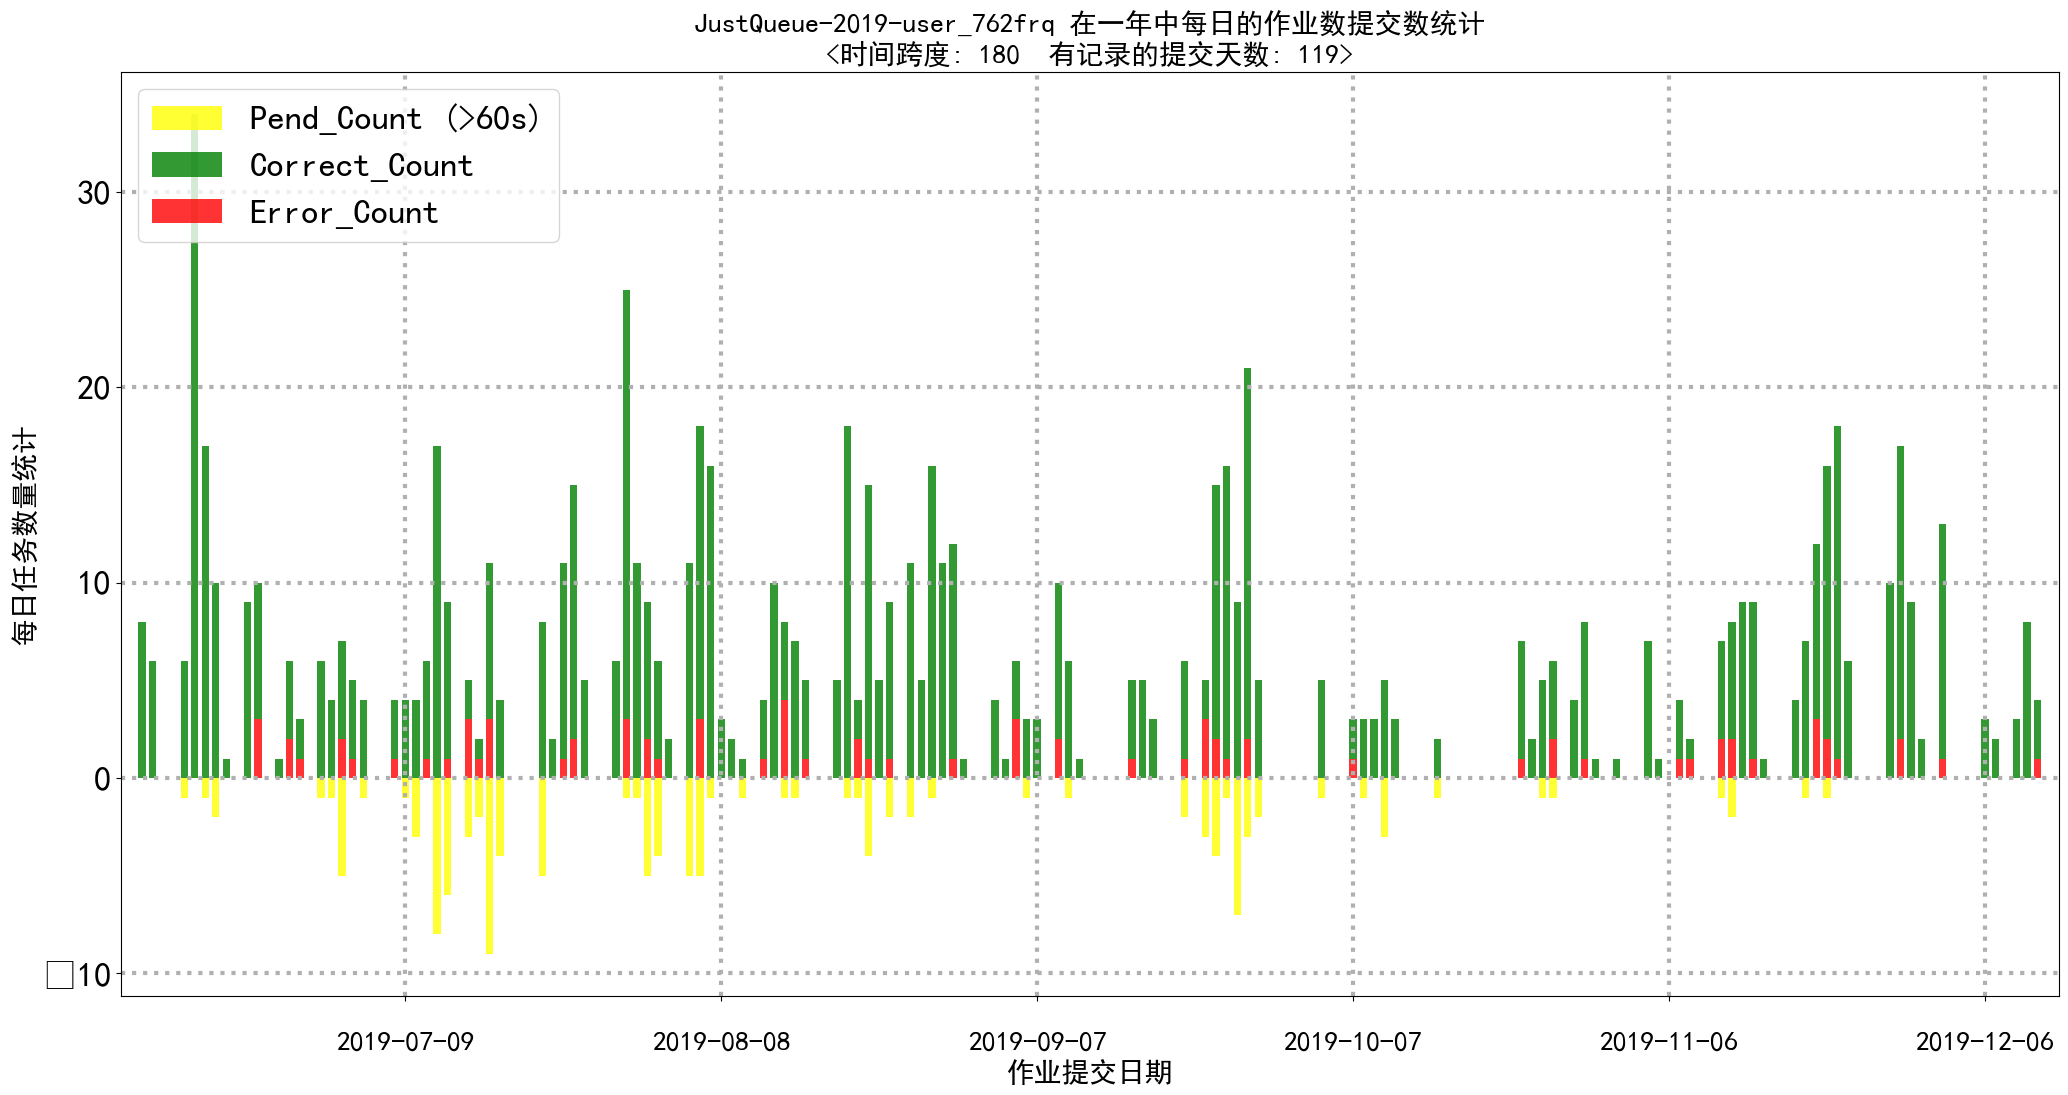 JustQueue-2019-user_762frq 在一年中每日的作业数提交数统计
<时间跨度: 180  有记录的提交天数: 119>
Pend_Count (>60s)
Correct_Count
Error_Count
每日任务数量统计
30
20
10
0
□10
2019-07-09
2019-08-08
2019-09-07
2019-10-07
2019-11-06
2019-12-06
作业提交日期